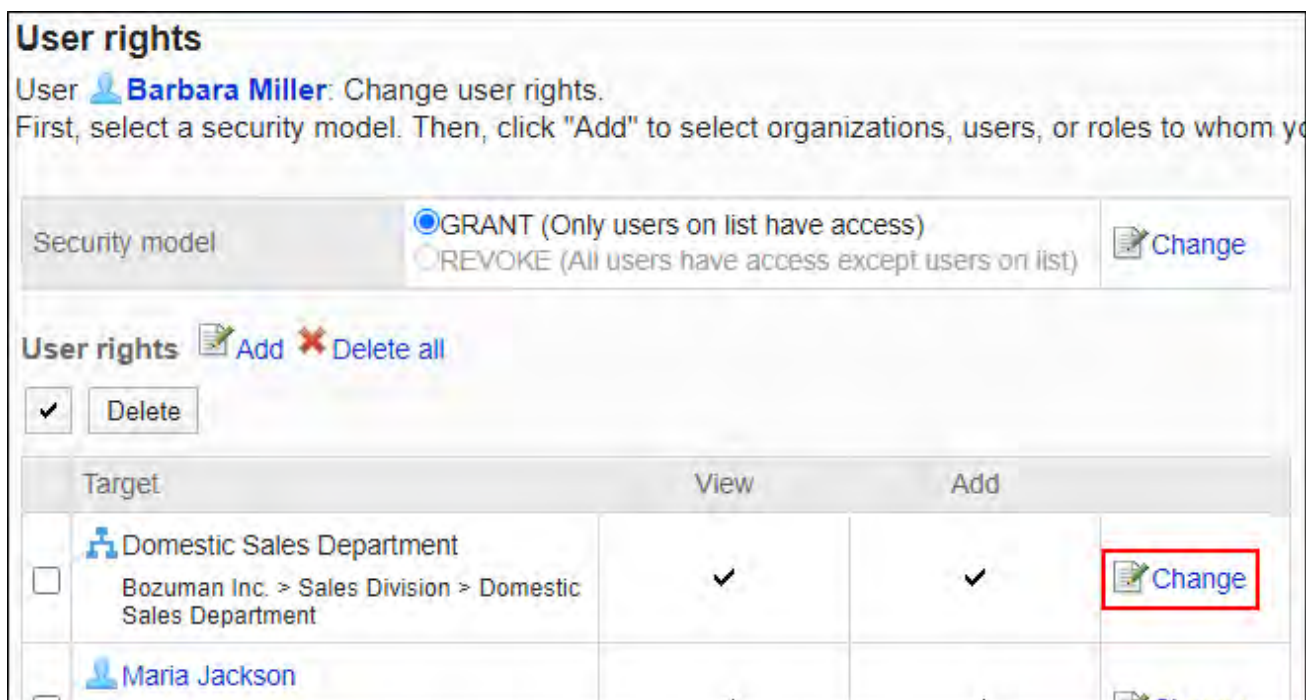 User rights
User Barbara Miller: Change user rights.
First, select a security model. Then, click "Add" to select organizations, users, or roles to whom
Security model
GRANT (Only users on list have access)
REVOKE (All users have access except users on list)
Change
User rights Add Delete all
Delete
Target View Add
Domestic Sales Department
Bozuman Inc. > Sales Division > Domestic
Sales Department
Change
Maria Jackson